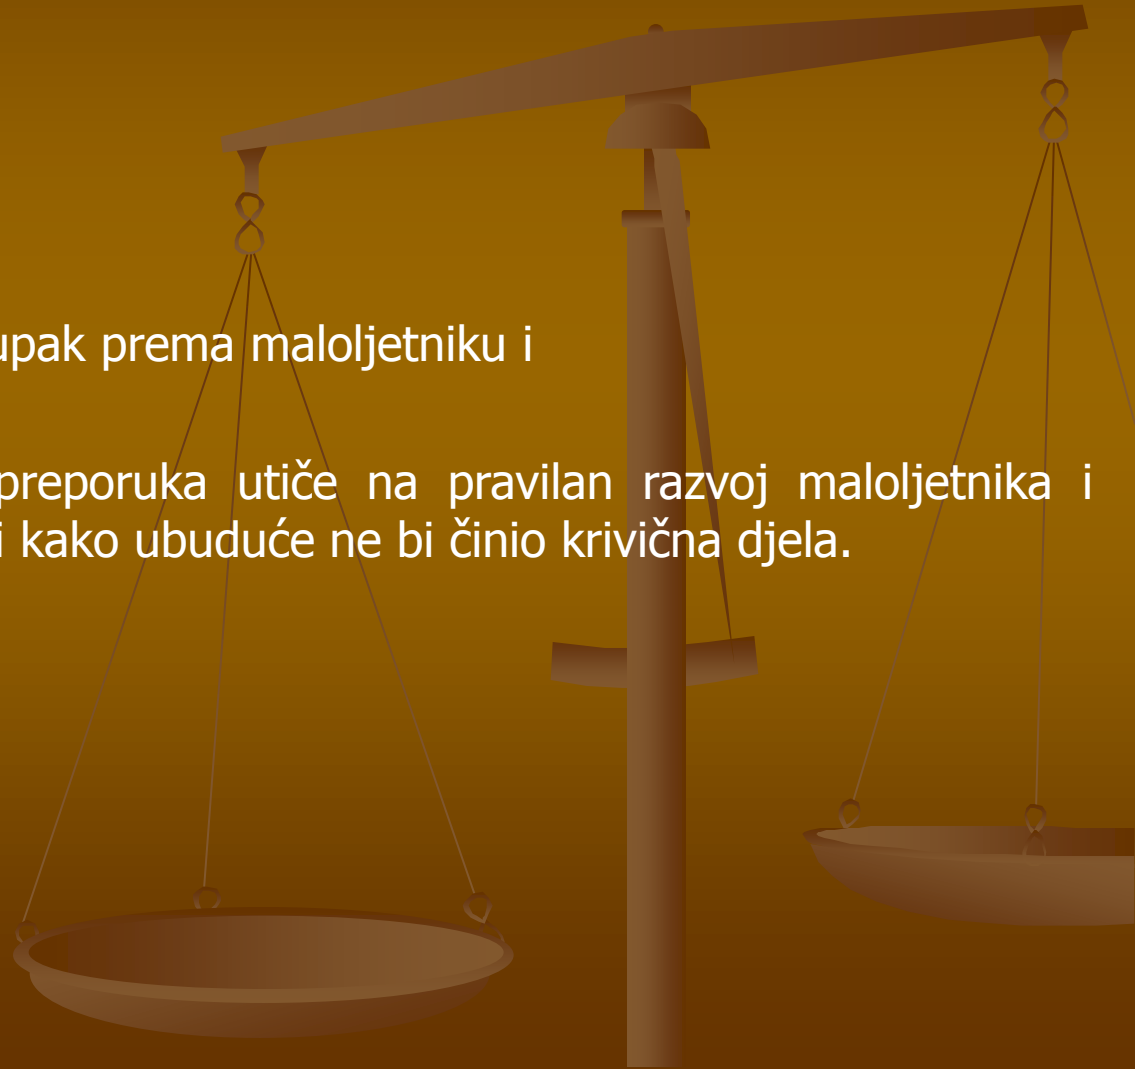 upak prema maloljetniku i
preporuka utiče na pravilan razvoj maloljetnika i
i kako ubuduće ne bi činio krivična djela.